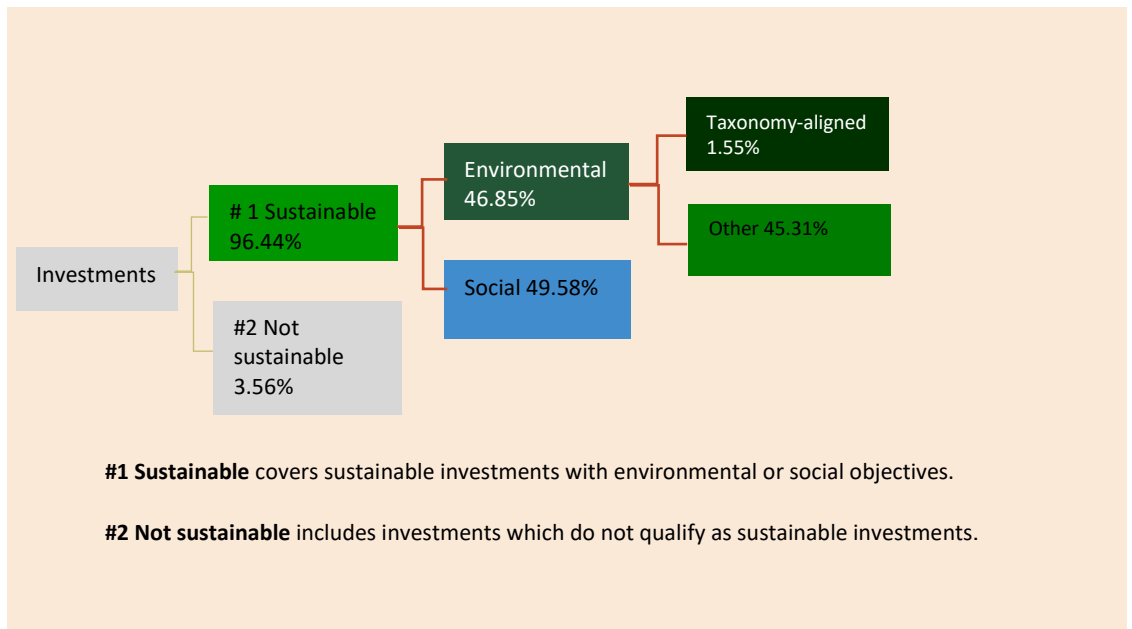 Investments
# 1 Sustainable
96.44%
#2 Not
sustainable
3.56%
Environmental
46.85%
Social 49.58%
Taxonomy-aligned
1.55%
Other 45.31%
#1 Sustainable covers sustainable investments with environmental or social objectives.
#2 Not sustainable includes investments which do not qualify as sustainable investments.